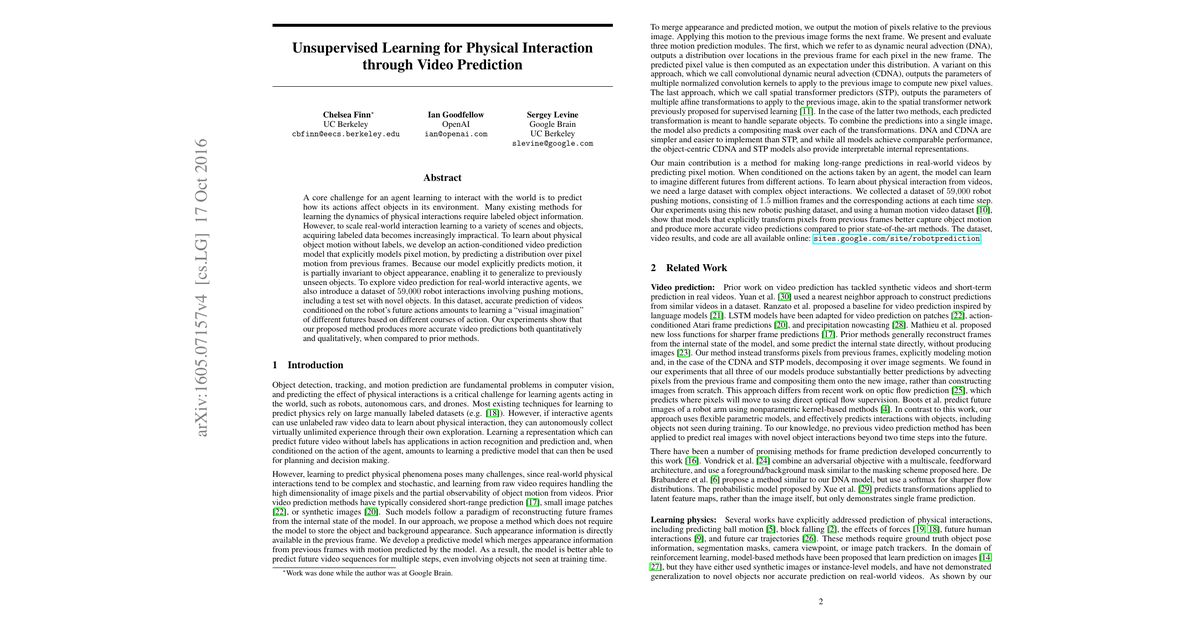 arXiv:1605.07157v4 [cs.LG] 17 Oct 2016
Unsupervised Learning for Physical Interaction
through Video Prediction
Chelsea Finn*
UC Berkeley
cbfinn@eecs.berkeley.edu
Ian Goodfellow
OpenAI
ian@openai.com
Sergey Levine
Google Brain
UC Berkeley
slevine@google.com
Abstract
A core challenge for an agent learning to interact with the world is to predict
how its actions affect objects in its environment. Many existing methods for
learning the dynamics of physical interactions require labeled object information.
However, to scale real-world interaction learning to a variety of scenes and objects,
acquiring labeled data becomes increasingly impractical. To learn about physical
object motion without labels, we develop an action-conditioned video prediction
model that explicitly models pixel motion, by predicting a distribution over pixel
motion from previous frames. Because our model explicitly predicts motion, it
is partially invariant to object appearance, enabling it to generalize to previously
unseen objects. To explore video prediction for real-world interactive agents, we
also introduce a dataset of 59,000 robot interactions involving pushing motions,
including a test set with novel objects. In this dataset, accurate prediction of videos
conditioned on the robot's future actions amounts to learning a “visual imagination”
of different futures based on different courses of action. Our experiments show that
our proposed method produces more accurate video predictions both quantitatively
and qualitatively, when compared to prior methods.
1 Introduction
Object detection, tracking, and motion prediction are fundamental problems in computer vision,
and predicting the effect of physical interactions is a critical challenge for learning agents acting in
the world, such as robots, autonomous cars, and drones. Most existing techniques for learning to
predict physics rely on large manually labeled datasets (e.g. [18]). However, if interactive agents
can use unlabeled raw video data to learn about physical interaction, they can autonomously collect
virtually unlimited experience through their own exploration. Learning a representation which can
predict future video without labels has applications in action recognition and prediction and, when
conditioned on the action of the agent, amounts to learning a predictive model that can then be used
for planning and decision making.
However, learning to predict physical phenomena poses many challenges, since real-world physical
interactions tend to be complex and stochastic, and learning from raw video requires handling the
high dimensionality of image pixels and the partial observability of object motion from videos. Prior
video prediction methods have typically considered short-range prediction [17], small image patches
[22], or synthetic images [20]. Such models follow a paradigm of reconstructing future frames
from the internal state of the model. In our approach, we propose a method which does not require
the model to store the object and background appearance. Such appearance information is directly
available in the previous frame. We develop a predictive model which merges appearance information
from previous frames with motion predicted by the model. As a result, the model is better able to
predict future video sequences for multiple steps, even involving objects not seen at training time.
*Work was done while the author was at Google Brain.
To merge appearance and predicted motion, we output the motion of pixels relative to the previous
image. Applying this motion to the previous image forms the next frame. We present and evaluate
three motion prediction modules. The first, which we refer to as dynamic neural advection (DNA),
outputs a distribution over locations in the previous frame for each pixel in the new frame. The
predicted pixel value is then computed as an expectation under this distribution. A variant on this
approach, which we call convolutional dynamic neural advection (CDNA), outputs the parameters of
multiple normalized convolution kernels to apply to the previous image to compute new pixel values.
The last approach, which we call spatial transformer predictors (STP), outputs the parameters of
multiple affine transformations to apply to the previous image, akin to the spatial transformer network
previously proposed for supervised learning [11]. In the case of the latter two methods, each predicted
transformation is meant to handle separate objects. To combine the predictions into a single image,
the model also predicts a compositing mask over each of the transformations. DNA and CDNA are
simpler and easier to implement than STP, and while all models achieve comparable performance,
the object-centric CDNA and STP models also provide interpretable internal representations.
Our main contribution is a method for making long-range predictions in real-world videos by
predicting pixel motion. When conditioned on the actions taken by an agent, the model can learn
to imagine different futures from different actions. To learn about physical interaction from videos,
we need a large dataset with complex object interactions. We collected a dataset of 59,000 robot
pushing motions, consisting of 1.5 million frames and the corresponding actions at each time step.
Our experiments using this new robotic pushing dataset, and using a human motion video dataset [10],
show that models that explicitly transform pixels from previous frames better capture object motion
and produce more accurate video predictions compared to prior state-of-the-art methods. The dataset,
video results, and code are all available online: sites.google.com/site/robotprediction.
2 Related Work
Video prediction: Prior work on video prediction has tackled synthetic videos and short-term
prediction in real videos. Yuan et al. [30] used a nearest neighbor approach to construct predictions
from similar videos in a dataset. Ranzato et al. proposed a baseline for video prediction inspired by
language models [21]. LSTM models have been adapted for video prediction on patches [22], action-
conditioned Atari frame predictions [20], and precipitation nowcasting [28]. Mathieu et al. proposed
new loss functions for sharper frame predictions [17]. Prior methods generally reconstruct frames
from the internal state of the model, and some predict the internal state directly, without producing
images [23]. Our method instead transforms pixels from previous frames, explicitly modeling motion
and, in the case of the CDNA and STP models, decomposing it over image segments. We found in
our experiments that all three of our models produce substantially better predictions by advecting
pixels from the previous frame and compositing them onto the new image, rather than constructing
images from scratch. This approach differs from recent work on optic flow prediction [25], which
predicts where pixels will move to using direct optical flow supervision. Boots et al. predict future
images of a robot arm using nonparametric kernel-based methods [4]. In contrast to this work, our
approach uses flexible parametric models, and effectively predicts interactions with objects, including
objects not seen during training. To our knowledge, no previous video prediction method has been
applied to predict real images with novel object interactions beyond two time steps into the future.
There have been a number of promising methods for frame prediction developed concurrently to
this work [16]. Vondrick et al. [24] combine an adversarial objective with a multiscale, feedforward
architecture, and use a foreground/background mask similar to the masking scheme proposed here. De
Brabandere et al. [6] propose a method similar to our DNA model, but use a softmax for sharper flow
distributions. The probabilistic model proposed by Xue et al. [29] predicts transformations applied to
latent feature maps, rather than the image itself, but only demonstrates single frame prediction.
Learning physics: Several works have explicitly addressed prediction of physical interactions,
including predicting ball motion [5], block falling [2], the effects of forces [19, 18], future human
interactions [9], and future car trajectories [26]. These methods require ground truth object pose
information, segmentation masks, camera viewpoint, or image patch trackers. In the domain of
reinforcement learning, model-based methods have been proposed that learn prediction on images [14,
27], but they have either used synthetic images or instance-level models, and have not demonstrated
generalization to novel objects nor accurate prediction on real-world videos. As shown by our
2